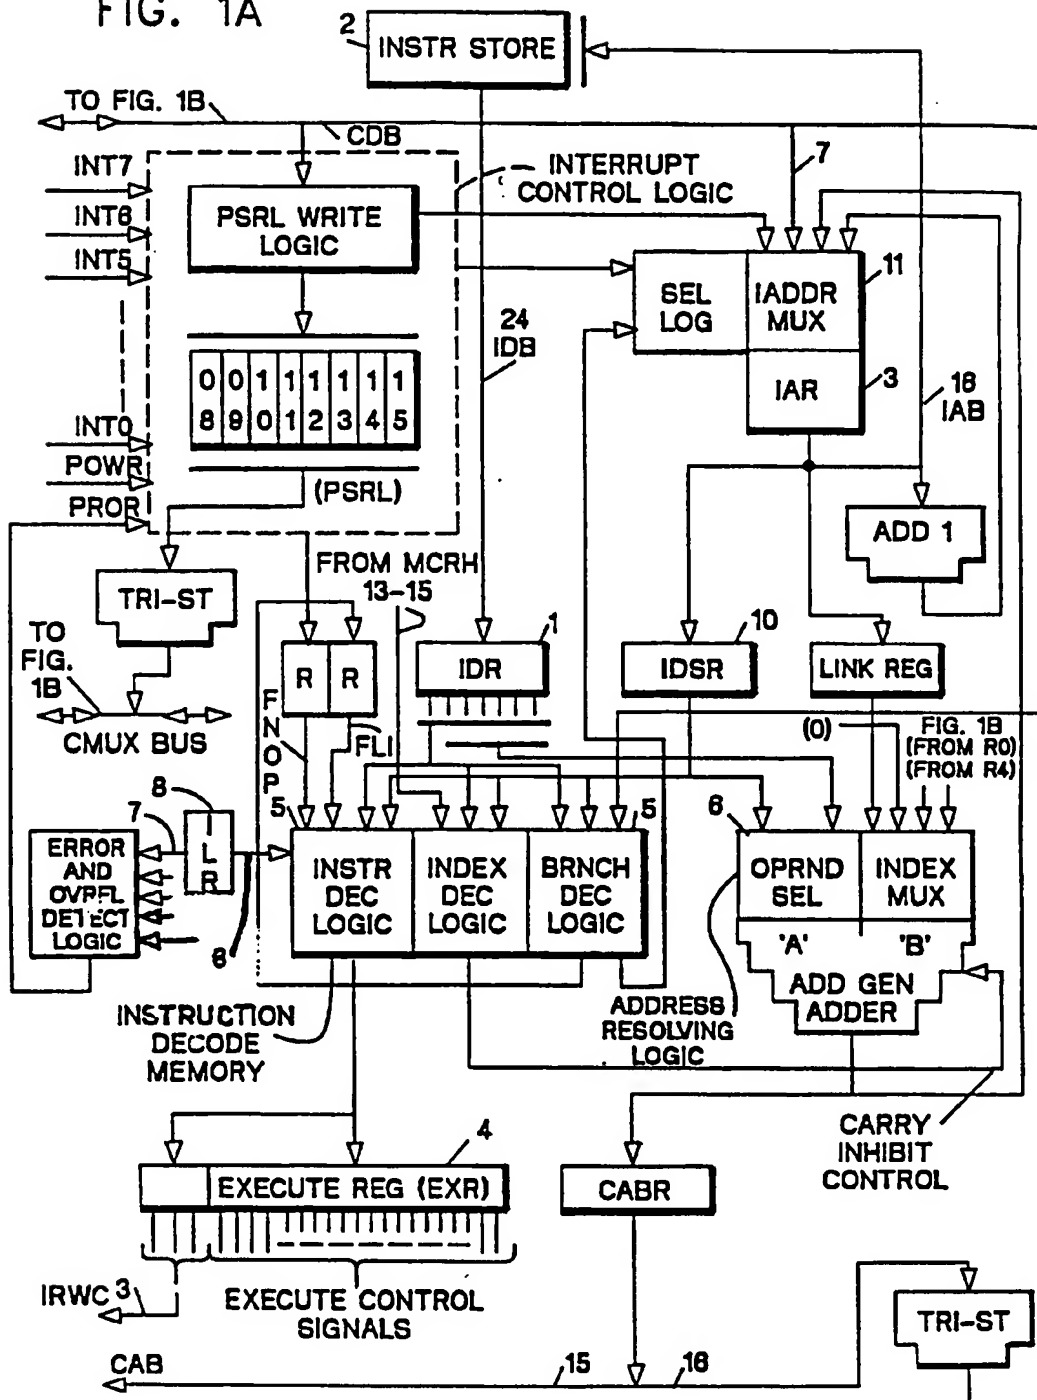 FIG. 1A
2
INSTR STORE
TO FIG. 1B
CDB
INT7
INT6
INT5
INT0
POWR
PROR
PSRL WRITE
LOGIC
INTERRUPT
CONTROL LOGIC
7
SEL
LOG
IADDR
MUX
11
IAR
3
24
IDB
16
IAB
0 0 1 1 1 1 1 1
8 9 0 1 2 3 4 5
(PSRL)
ADD 1
FROM MCRH
13-15
TRI-ST
TO
FIG.
1B
CMUX BUS
R R
FNOP
FLI
1
IDR
10
IDSR
LINK REG
(0)
FIG. 1B
(FROM R0)
(FROM R4)
8
7
ILR
6
ERROR
AND
OVRFL
DETECT
LOGIC
5
INSTR
DEC
LOGIC
INDEX
DEC
LOGIC
BRNCH
DEC
LOGIC
5
6
OPRND
SEL
INDEX
MUX
'A' 'B'
ADD GEN
ADDER
INSTRUCTION
DECODE
MEMORY
ADDRESS
RESOLVING
LOGIC
CARRY
INHIBIT
CONTROL
4
EXECUTE REG (EXR)
CABR
IRWC 3
EXECUTE CONTROL
SIGNALS
TRI-ST
CAB
15
16